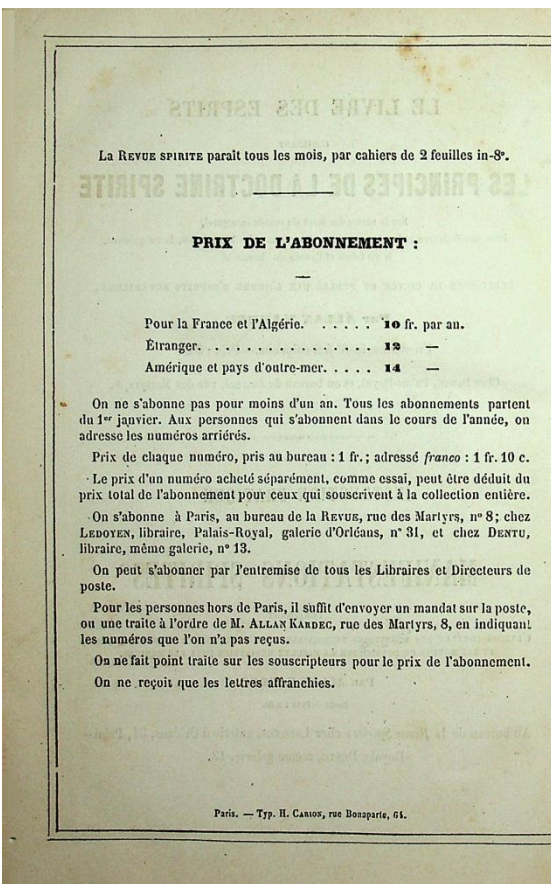 La REVUE SPIRITE paraît tous les mois, par cahiers de 2 feuilles in-8°.
PRIX DE L'ABONNEMENT :
Pour la France et l'Algérie. . . . . . 10 fr. par an.
Étranger. . . . . . . . . . . . . . . . 12 —
Amérique et pays d'outre-mer. . . . . 14 —
On ne s'abonne pas pour moins d'un an. Tous les abonnements partent
du 1er janvier. Aux personnes qui s'abonnent dans le cours de l'année, on
adresse les numéros arriérés.
Prix de chaque numéro, pris au bureau : 1 fr.; adressé franco : 1 fr. 10 c.
Le prix d'un numéro acheté séparément, comme essai, peut être déduit du
prix total de l'abonnement pour ceux qui souscrivent à la collection entière.
On s'abonne à Paris, au bureau de la REVUE, rue des Martyrs, n° 8; chez
LEDOYEN, libraire, Palais-Royal, galerie d'Orléans, n° 31, et chez DENTU,
libraire, même galerie, n° 13.
On peut s'abonner par l'entremise de tous les Libraires et Directeurs de
poste.
Pour les personnes hors de Paris, il suffit d'envoyer un mandat sur la poste,
ou une traite à l'ordre de M. ALLAN KARDEC, rue des Martyrs, 8, en indiquant
les numéros que l'on n'a pas reçus.
On ne fait point traite sur les souscripteurs pour le prix de l'abonnement.
On ne reçoit que les lettres affranchies.
Paris. — Typ. H. CARION, rue Bonaparte, 64.